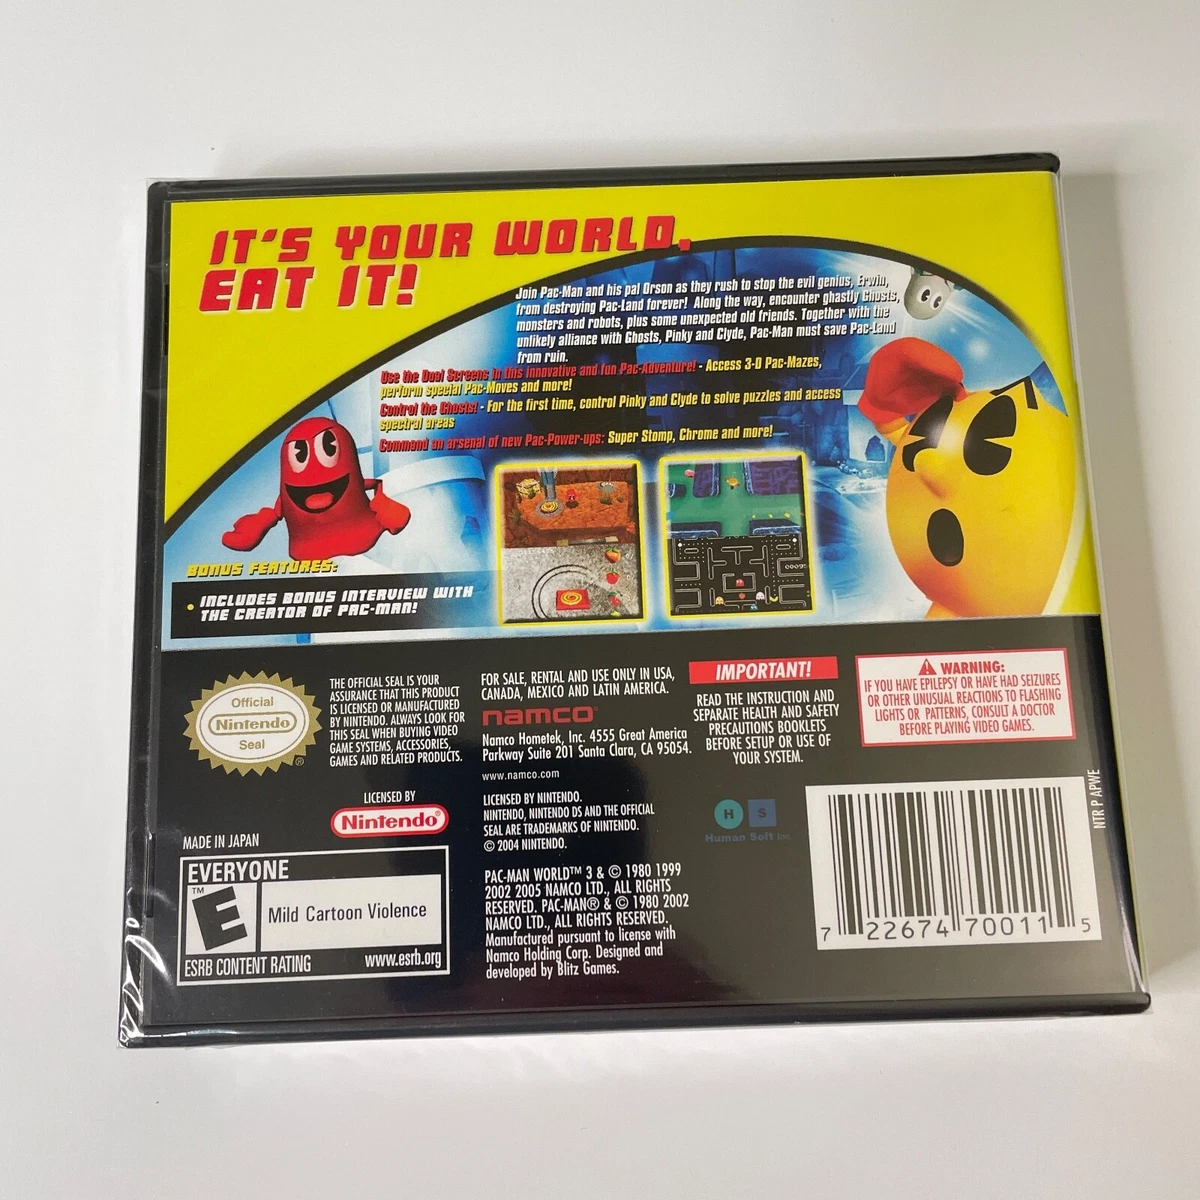 IT'S YOUR WORLD,
EAT IT!
Join Pac-Man and his pal Orson as they rush to stop the evil genius, Erwin,
from destroying Pac-Land forever! Along the way, encounter ghastly Ghosts,
monsters and robots, plus some unexpected old friends. Together with the
unlikely alliance with Ghosts, Pinky and Clyde, Pac-Man must save Pac-Land
from ruin.
Use the Dual Screens in this innovative and fun Pac-Adventure! - Access 3-D Pac-Mazes,
perform special Pac-Moves and more!
Control the Ghosts! - For the first time, control Pinky and Clyde to solve puzzles and access
spectral areas
Command an arsenal of new Pac-Power-ups: Super Stomp, Chrome and more!
BONUS FEATURES:
• INCLUDES BONUS INTERVIEW WITH
THE CREATOR OF PAC-MAN!
Official
Nintendo
Seal
®
THE OFFICIAL SEAL IS YOUR
ASSURANCE THAT THIS PRODUCT
IS LICENSED OR MANUFACTURED
BY NINTENDO. ALWAYS LOOK FOR
THIS SEAL WHEN BUYING VIDEO
GAME SYSTEMS, ACCESSORIES,
GAMES AND RELATED PRODUCTS.
LICENSED BY
Nintendo®
MADE IN JAPAN
EVERYONE
TM
E
Mild Cartoon Violence
ESRB CONTENT RATING www.esrb.org
FOR SALE, RENTAL AND USE ONLY IN USA,
CANADA, MEXICO AND LATIN AMERICA.
namco®
Namco Hometek, Inc. 4555 Great America
Parkway Suite 201 Santa Clara, CA 95054.
www.namco.com
LICENSED BY NINTENDO.
NINTENDO, NINTENDO DS AND THE OFFICIAL
SEAL ARE TRADEMARKS OF NINTENDO.
© 2004 NINTENDO.
PAC-MAN WORLD™ 3 & © 1980 1999
2002 2005 NAMCO LTD., ALL RIGHTS
RESERVED. PAC-MAN® & © 1980 2002
NAMCO LTD., ALL RIGHTS RESERVED.
Manufactured pursuant to license with
Namco Holding Corp. Designed and
developed by Blitz Games.
IMPORTANT!
READ THE INSTRUCTION AND
SEPARATE HEALTH AND SAFETY
PRECAUTIONS BOOKLETS
BEFORE SETUP OR USE OF
YOUR SYSTEM.
WARNING:
IF YOU HAVE EPILEPSY OR HAVE HAD SEIZURES
OR OTHER UNUSUAL REACTIONS TO FLASHING
LIGHTS OR PATTERNS, CONSULT A DOCTOR
BEFORE PLAYING VIDEO GAMES.
H S
Human Soft Inc.
NTR P APWE
7 22674 70011 5